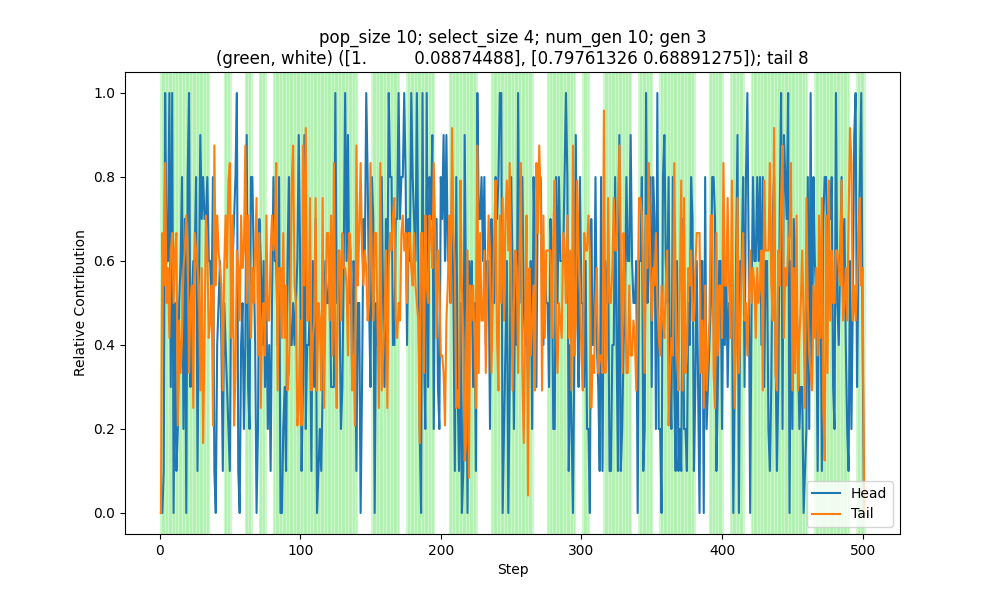 pop_size 10; select_size 4; num_gen 10; gen 3
(green, white) ([1.         0.08874488], [0.79761326 0.68891275]); tail 8
1.0
0.8
0.6
0.4
0.2
0.0
Relative Contribution
0
100
200
300
400
500
Step
Head
Tail